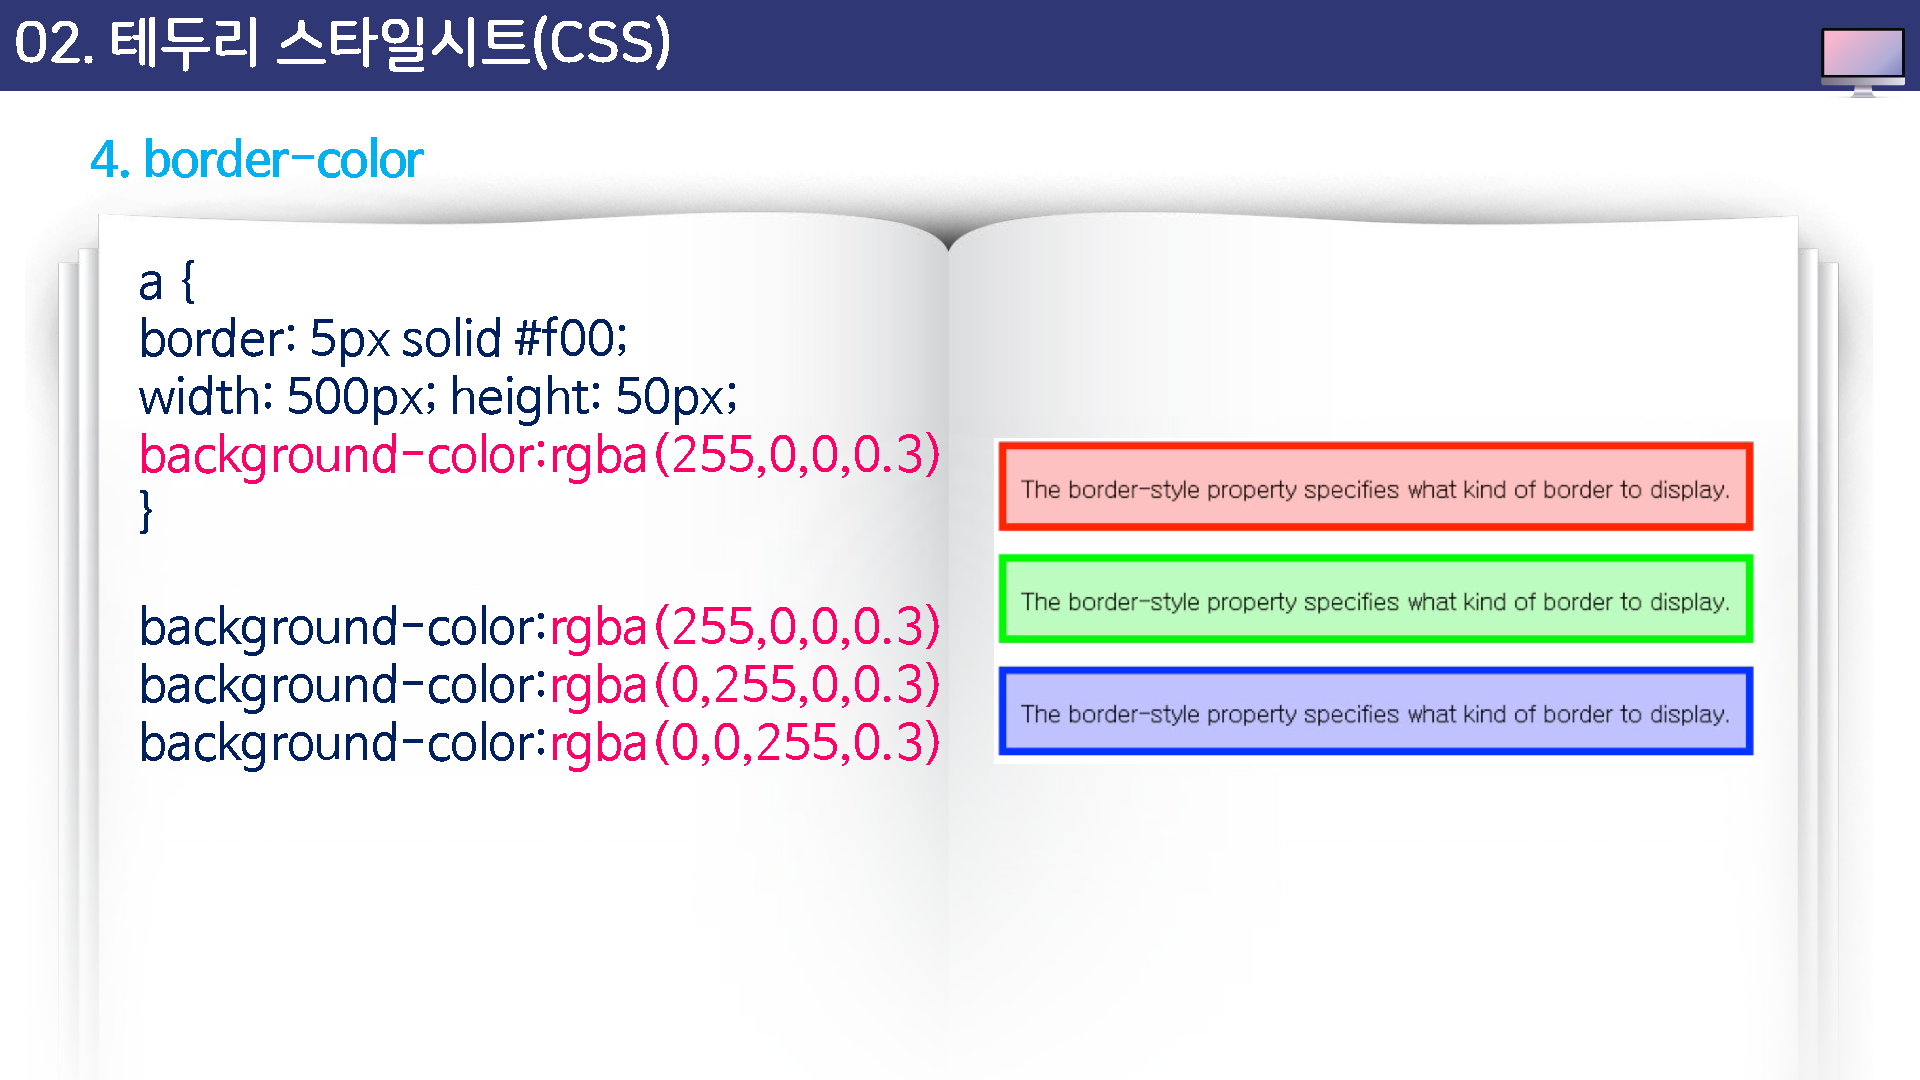 02. 테두리 스타일시트(CSS)
4. border-color
a {
border: 5px solid #f00;
width: 500px; height: 50px;
background-color:rgba(255,0,0,0.3)
}
background-color:rgba(255,0,0,0.3)
background-color:rgba(0,255,0,0.3)
background-color:rgba(0,0,255,0.3)
The border-style property specifies what kind of border to display.
The border-style property specifies what kind of border to display.
The border-style property specifies what kind of border to display.